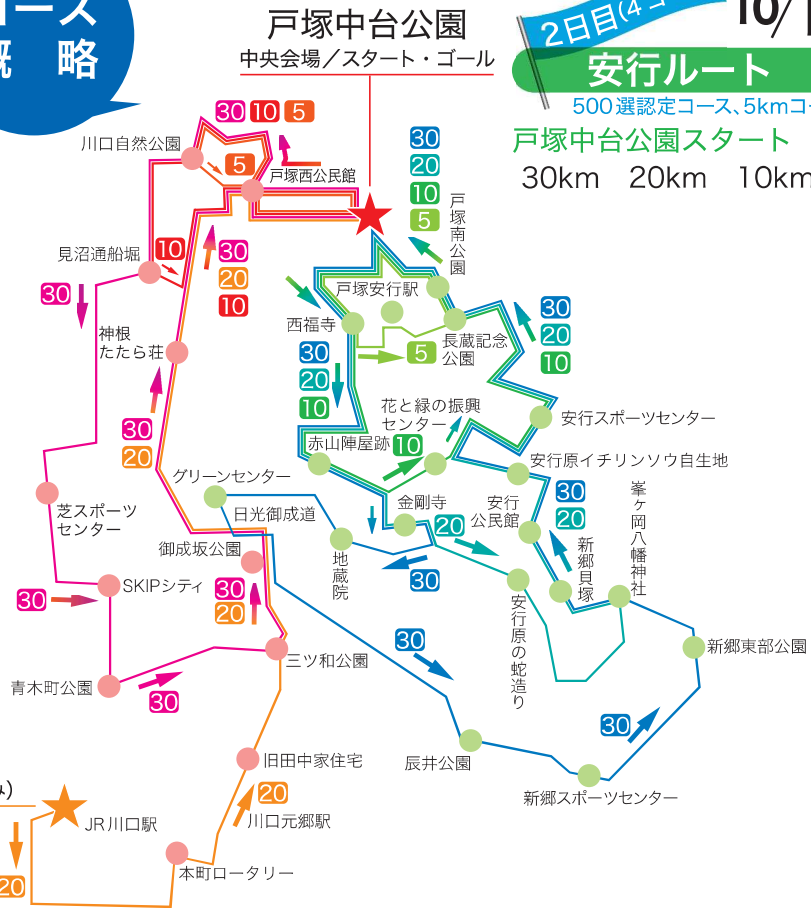 コース
概 略
戸塚中台公園
中央会場／スタート・ゴール
2日目(4コ
10/1
安行ルート
500選認定コース、5kmコー
戸塚中台公園スタート
30km 20km 10km
30 10 5
川口自然公園
5
戸塚西公民館
30
20
10
5
戸塚南公園
見沼通船堀
10
30
20
10
30
戸塚安行駅
西福寺
長蔵記念
公園
5
30
20
10
30
20
10
神根
たたら荘
30
20
花と緑の振興
センター
安行スポーツセンター
赤山陣屋跡
10
安行原イチリンソウ自生地
グリーンセンター
日光御成道
金剛寺
20
安行
公民館
30
20
峯ヶ岡八幡神社
芝スポーツ
センター
御成坂公園
地蔵院
30
新郷貝塚
安行原の蛇造り
SKIPシティ
30
30
20
30
新郷東部公園
三ツ和公園
青木町公園
30
30
辰井公園
新郷スポーツセンター
旧田中家住宅
20
川口元郷駅
み)
JR川口駅
20
本町ロータリー